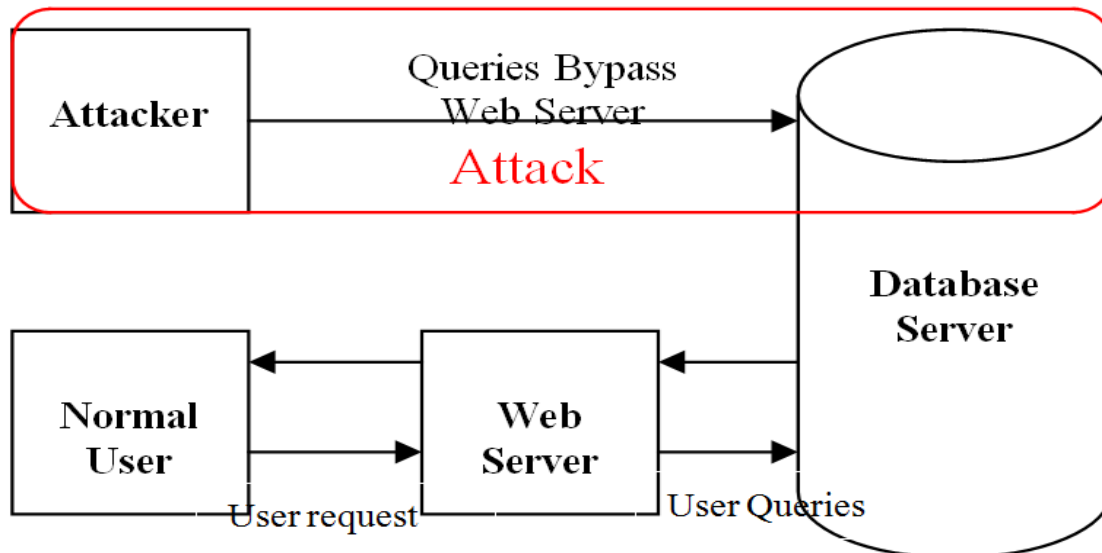 Attacker
Queries Bypass
Web Server
Attack
Database
Server
Normal
User
Web
Server
User request
User Queries